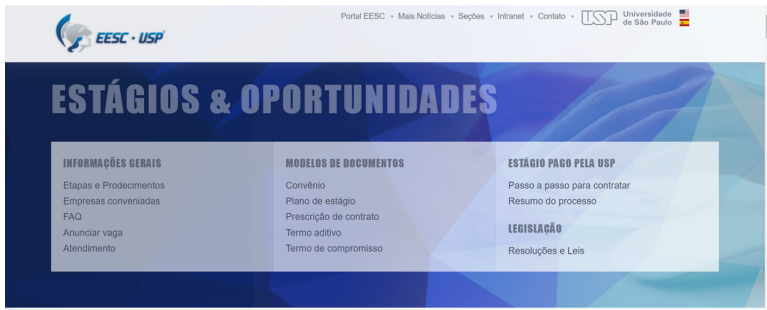 EESC • USP
Portal EESC • Mais Notícias • Seções • Intranet • Contato •
USP Universidade de São Paulo
ESTÁGIOS & OPORTUNIDADES
INFORMAÇÕES GERAIS
Etapas e Prodecimentos
Empresas conveniadas
FAQ
Anunciar vaga
Atendimento
MODELOS DE DOCUMENTOS
Convênio
Plano de estágio
Prescrição de contrato
Termo aditivo
Termo de compromisso
ESTÁGIO PAGO PELA USP
Passo a passo para contratar
Resumo do processo
LEGISLAÇÃO
Resoluções e Leis